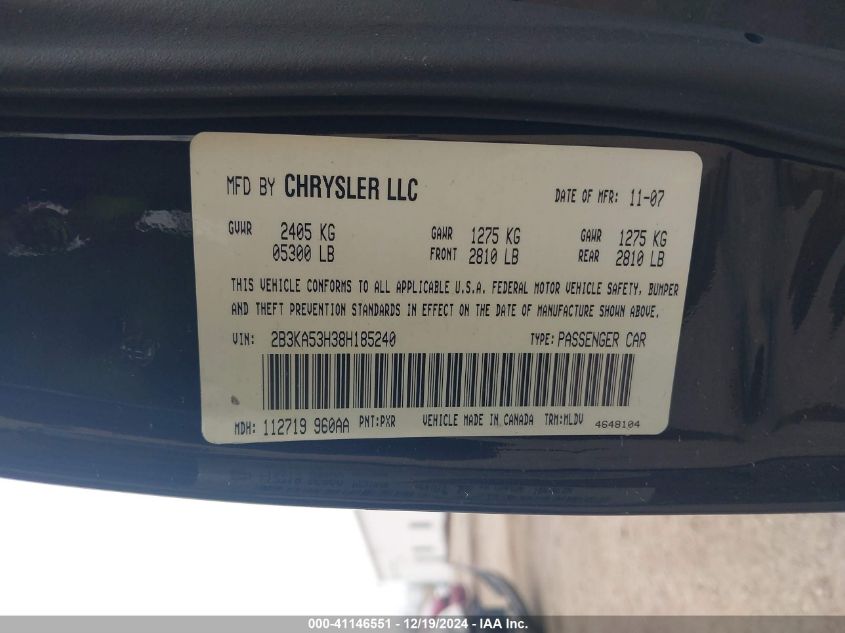 MFD BY CHRYSLER LLC DATE OF MFR: 11-07
GVWR 2405 KG GAWR 1275 KG GAWR 1275 KG
05300 LB FRONT 2810 LB REAR 2810 LB
THIS VEHICLE CONFORMS TO ALL APPLICABLE U.S.A. FEDERAL MOTOR VEHICLE SAFETY, BUMPER
AND THEFT PREVENTION STANDARDS IN EFFECT ON THE DATE OF MANUFACTURE SHOWN ABOVE.
VIN: 2B3KA53H38H185240 TYPE: PASSENGER CAR
MDH: 112719 960AA PNT:PXR VEHICLE MADE IN CANADA TRM:MLDV 4648104
000-41146551 - 12/19/2024 - IAA Inc.